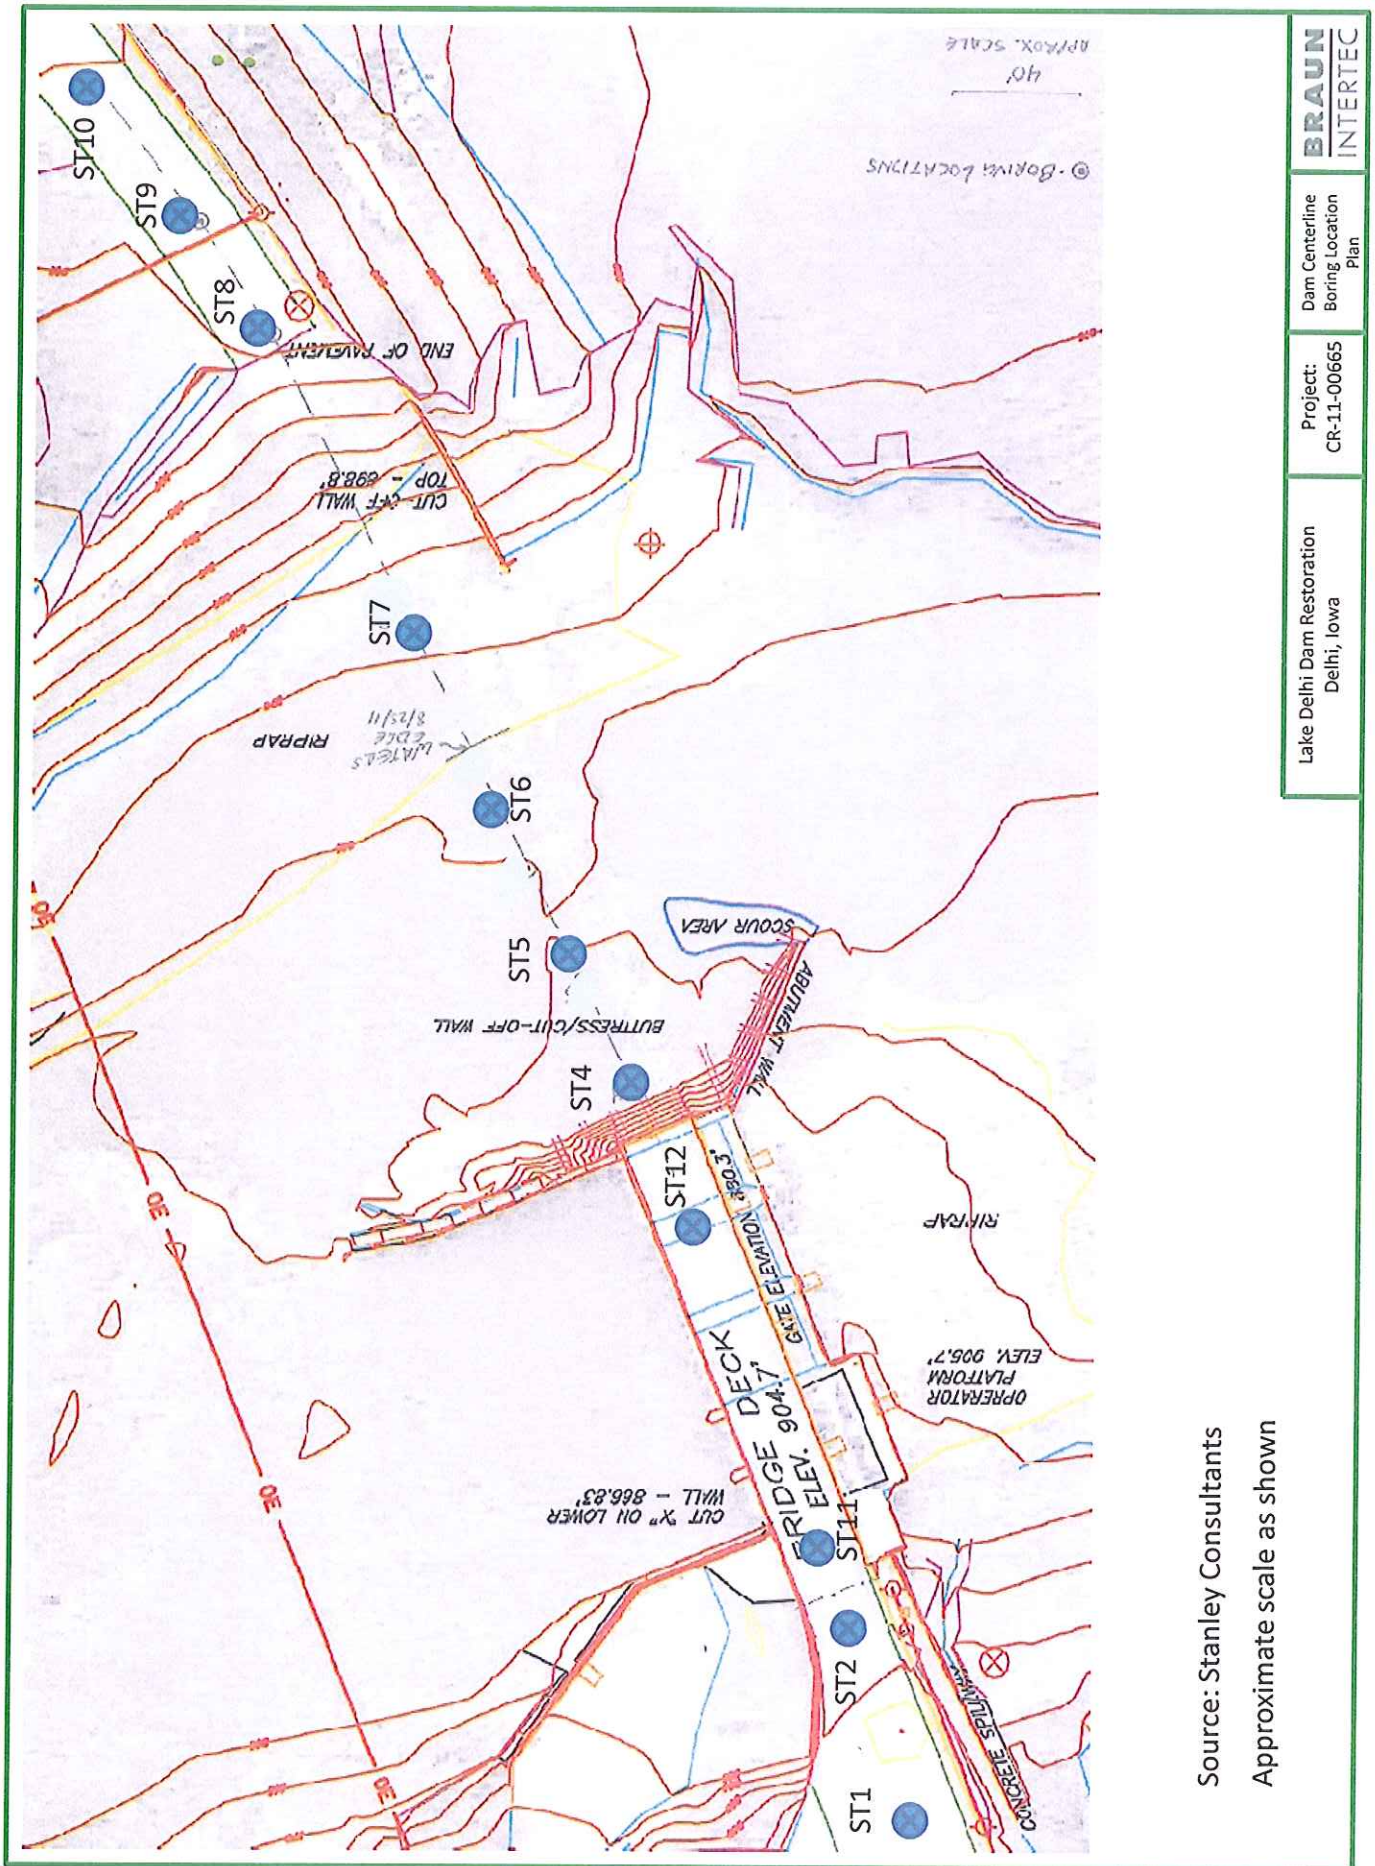 ST10
ST9
ST8
END OF PAVEMENT
CUT-OFF WALL
TOP - 898.8'
ST7
RIPRAP
WATERS
EDGE
8/25/11
ST6
ST5
SCOUR AREA
BUTTRESS/CUT-OFF WALL
ABUTMENT WALL
ST4
ST12
GATE ELEVATION
RIPRAP
OPRERATOR
PLATFORM
ELEV. 905.7'
BRIDGE DECK
ELEV. 904.7'
CUT "X" ON LOWER
WALL - 866.83'
ST11
ST2
ST1
CONCRETE SPILLWAY
OE
OE
OE
OE
OE
40'
APPROX. SCALE
- BORING LOCATIONS
Source: Stanley Consultants
Approximate scale as shown
Lake Delhi Dam Restoration
Delhi, Iowa
Project:
CR-11-00665
Dam Centerline
Boring Location
Plan
BRAUN
INTERTEC